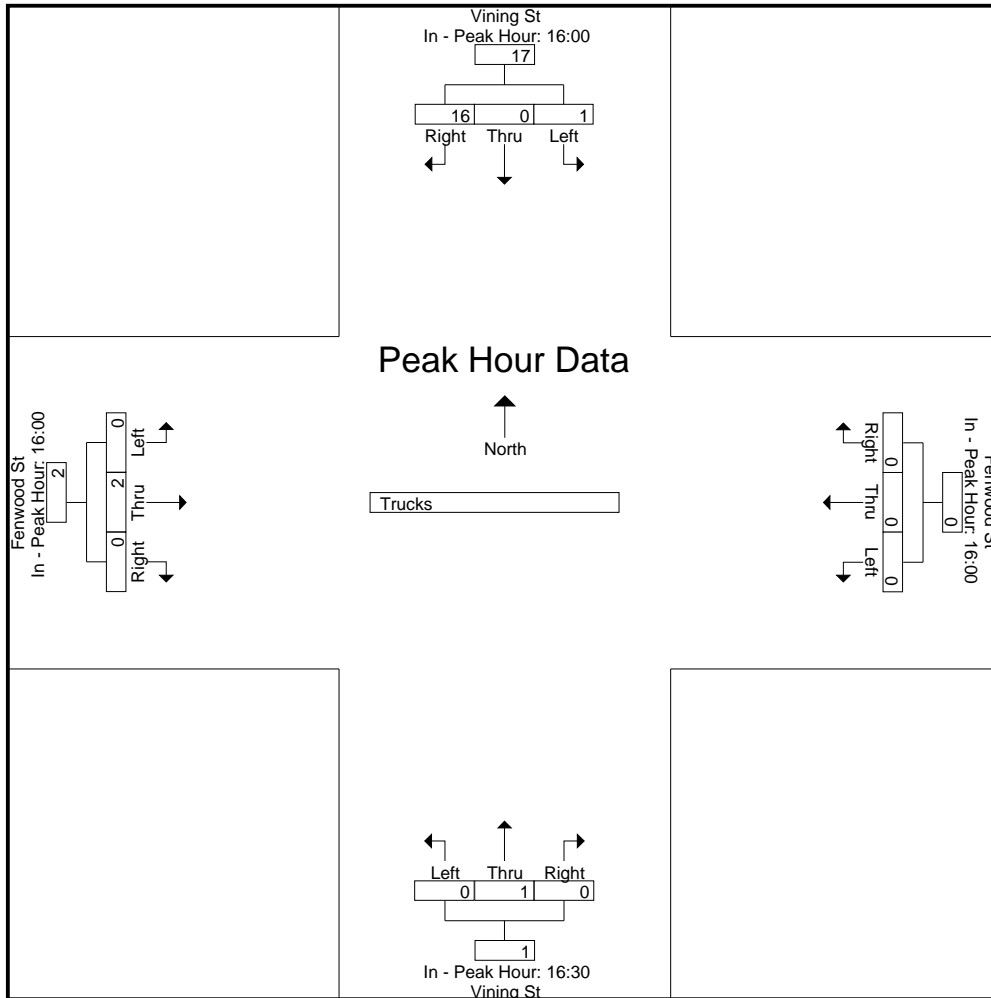 Vining St
In - Peak Hour: 16:00
17
16 0 1
Right Thru Left
Peak Hour Data
North
Trucks
Fenwood St
In - Peak Hour: 16:00
2
0 2 0
Left Thru Right
Fenwood St
In - Peak Hour: 16:00
0
0 0 0
Right Thru Left
Left Thru Right
0 1 0
1
In - Peak Hour: 16:30
Vining St